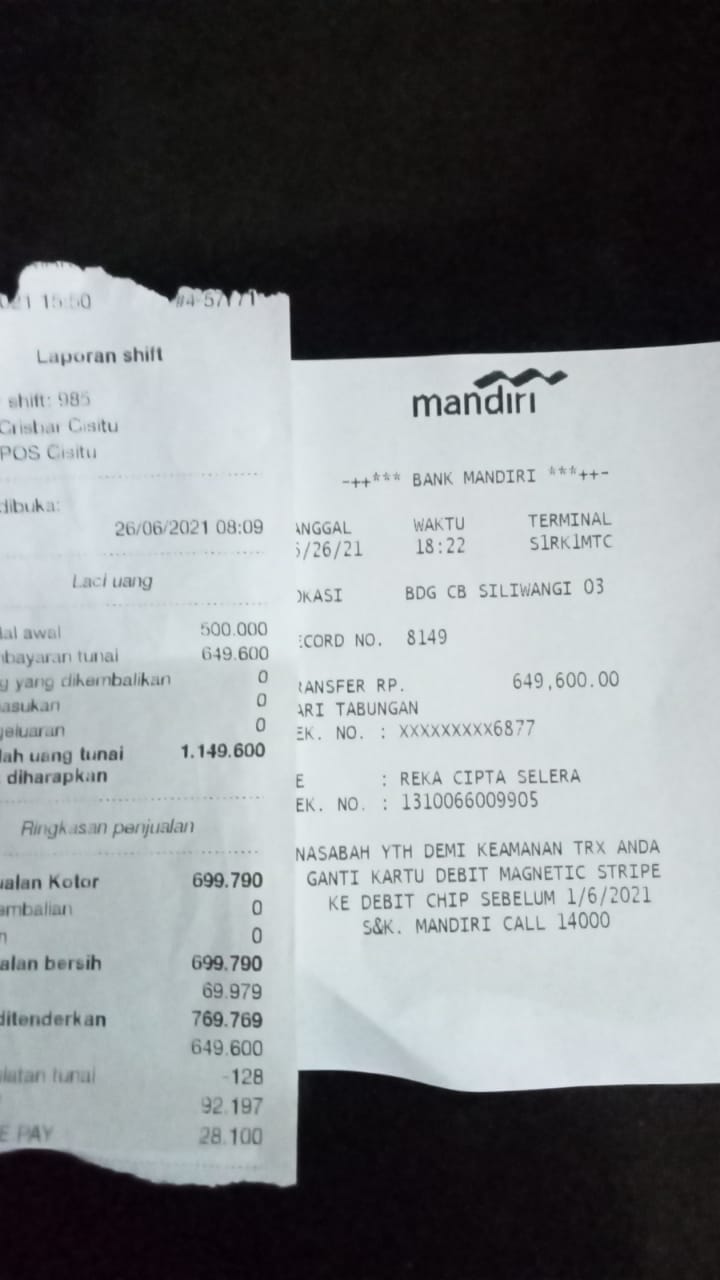 15:50
Laporan shift
shift: 985
Crisbar Cisitu
POS Cisitu
dibuka:
26/06/2021 08:09
Laci uang
al awal 500.000
bayaran tunai 649.600
g yang dikembalikan 0
asukan 0
eluaran 0
lah uang tunai 1.149.600
diharapkan
Ringkasan penjualan
ualan Kotor 699.790
embalian 0
n 0
alan bersih 699.790
69.979
ditenderkan 769.769
649.600
latan tunai -128
92.197
E PAY 28.100
mandiri
-++*** BANK MANDIRI ***++-
ANGGAL WAKTU TERMINAL
/26/21 18:22 S1RK1MTC
OKASI BDG CB SILIWANGI 03
ECORD NO. 8149
RANSFER RP. 649,600.00
ARI TABUNGAN
EK. NO. : XXXXXXXXX6877
E : REKA CIPTA SELERA
EK. NO. : 1310066009905
NASABAH YTH DEMI KEAMANAN TRX ANDA
GANTI KARTU DEBIT MAGNETIC STRIPE
KE DEBIT CHIP SEBELUM 1/6/2021
S&K. MANDIRI CALL 14000